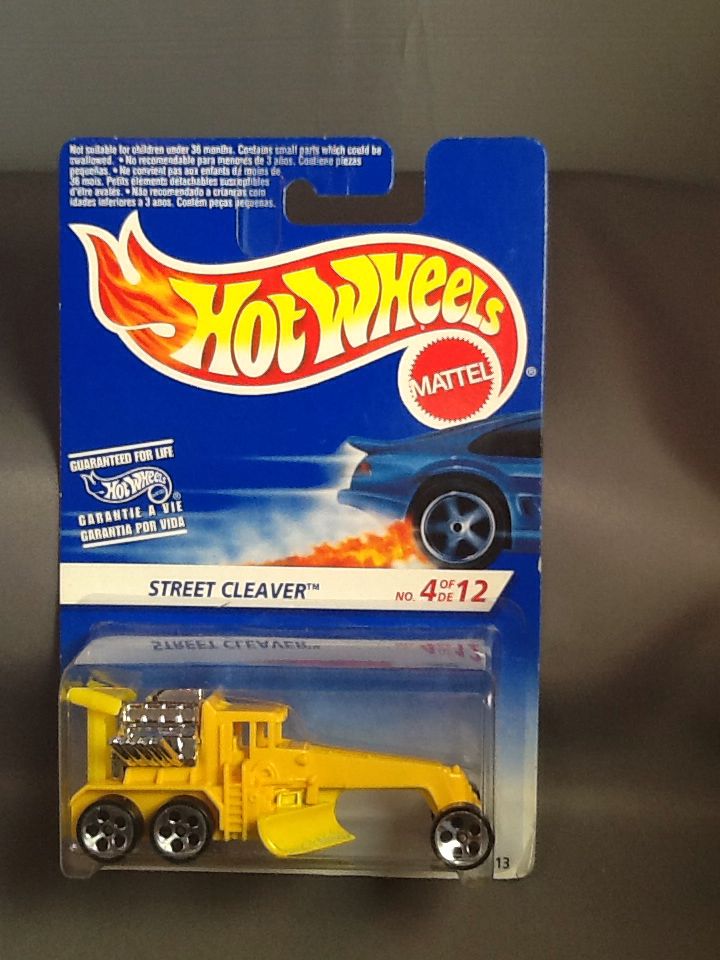 Not suitable for children under 36 months. Contains small parts which could be
swallowed. • No recomendable para menores de 3 años. Contiene piezas
pequeñas. • Ne convient pas aux enfants de moins de
36 mois. Petits éléments détachables susceptibles
d'être avalés. • Não recomendado a crianças com
idades inferiores a 3 anos. Contém peças pequenas.
HOT WHEELS
MATTEL
®
GUARANTEED FOR LIFE
HOT WHEELS ®
GARANTIE A VIE
GARANTIA POR VIDA
STREET CLEAVER™
NO. 4 OF DE 12
STREET CLEAVER™
13